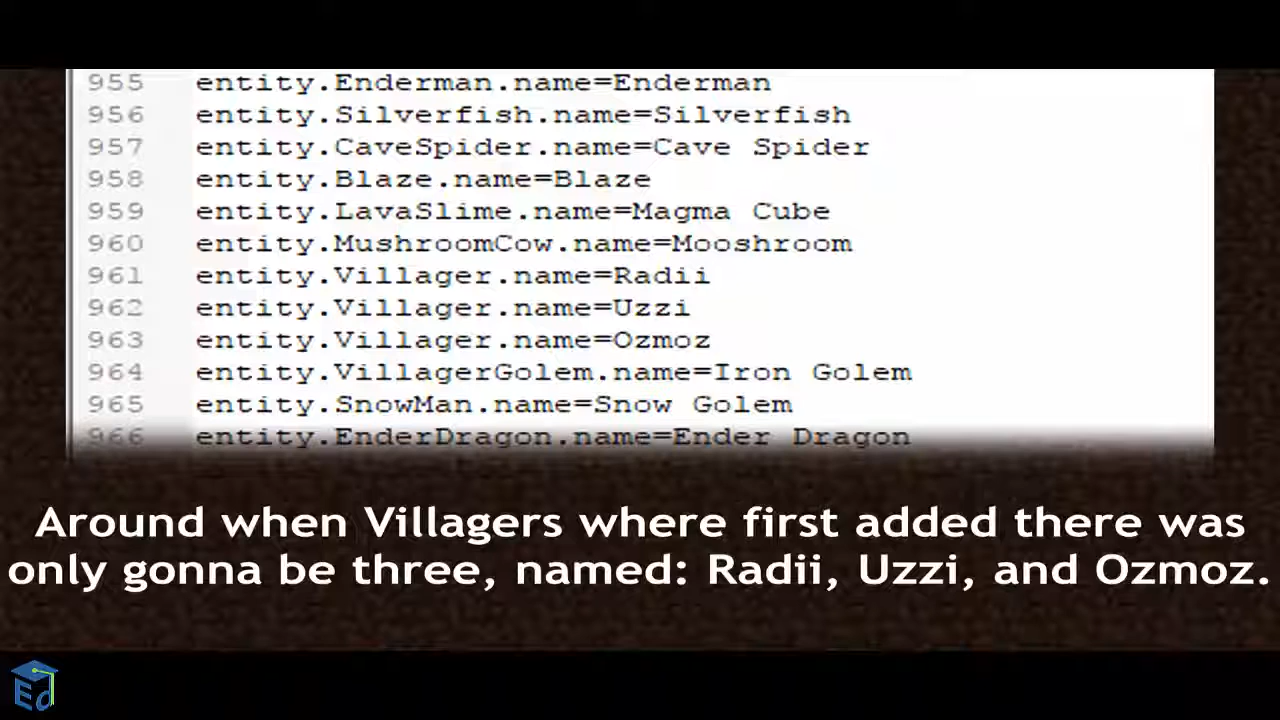 955 entity.Enderman.name=Enderman
956 entity.Silverfish.name=Silverfish
957 entity.CaveSpider.name=Cave Spider
958 entity.Blaze.name=Blaze
959 entity.LavaSlime.name=Magma Cube
960 entity.MushroomCow.name=Mooshroom
961 entity.Villager.name=Radii
962 entity.Villager.name=Uzzi
963 entity.Villager.name=Ozmoz
964 entity.VillagerGolem.name=Iron Golem
965 entity.SnowMan.name=Snow Golem
966 entity.EnderDragon.name=Ender Dragon
Around when Villagers where first added there was
only gonna be three, named: Radii, Uzzi, and Ozmoz.
Ed